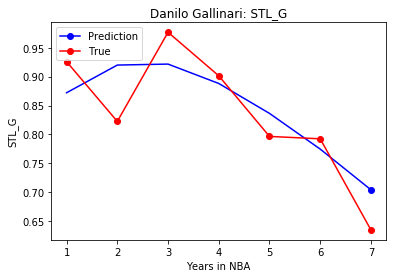 Danilo Gallinari: STL_G
Prediction
True
0.95
0.90
0.85
0.80
0.75
0.70
0.65
STL_G
1 2 3 4 5 6 7
Years in NBA